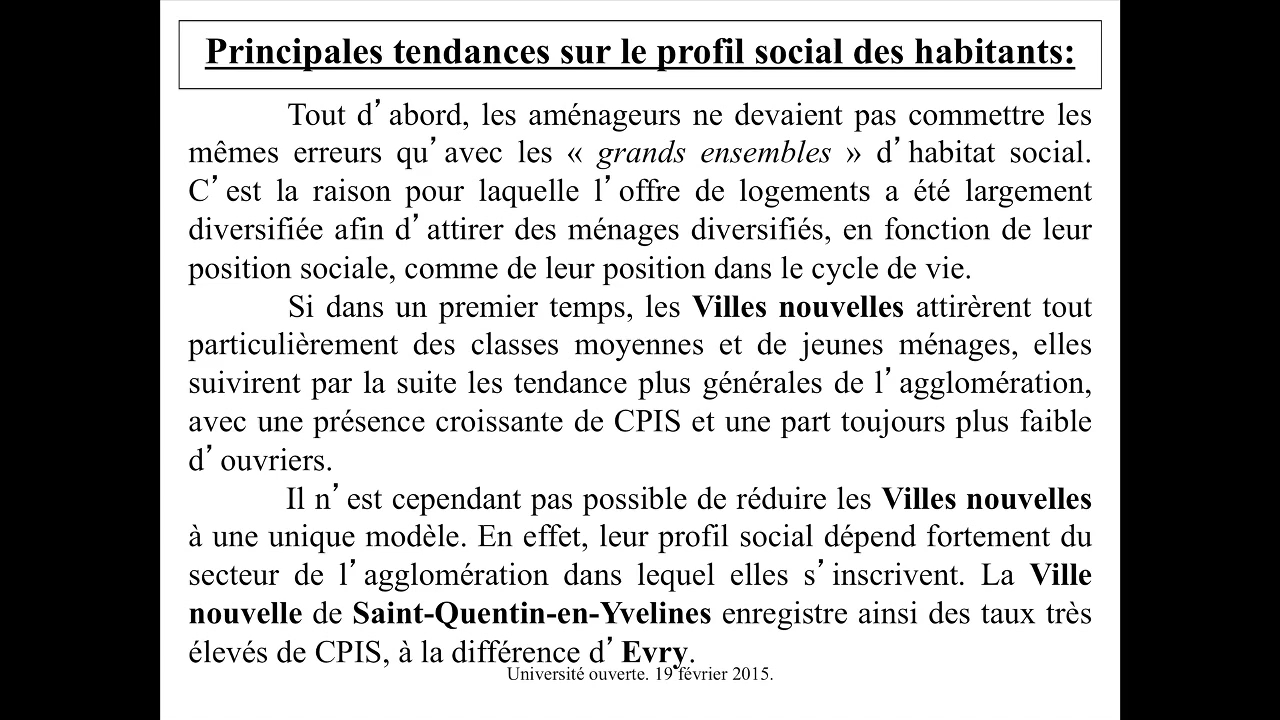 Principales tendances sur le profil social des habitants:
Tout d’abord, les aménageurs ne devaient pas commettre les
mêmes erreurs qu’avec les « grands ensembles » d’habitat social.
C’est la raison pour laquelle l’offre de logements a été largement
diversifiée afin d’attirer des ménages diversifiés, en fonction de leur
position sociale, comme de leur position dans le cycle de vie.
Si dans un premier temps, les Villes nouvelles attirèrent tout
particulièrement des classes moyennes et de jeunes ménages, elles
suivirent par la suite les tendance plus générales de l’agglomération,
avec une présence croissante de CPIS et une part toujours plus faible
d’ouvriers.
Il n’est cependant pas possible de réduire les Villes nouvelles
à une unique modèle. En effet, leur profil social dépend fortement du
secteur de l’agglomération dans lequel elles s’inscrivent. La Ville
nouvelle de Saint-Quentin-en-Yvelines enregistre ainsi des taux très
élevés de CPIS, à la différence d’Evry.
Université ouverte. 19 février 2015.